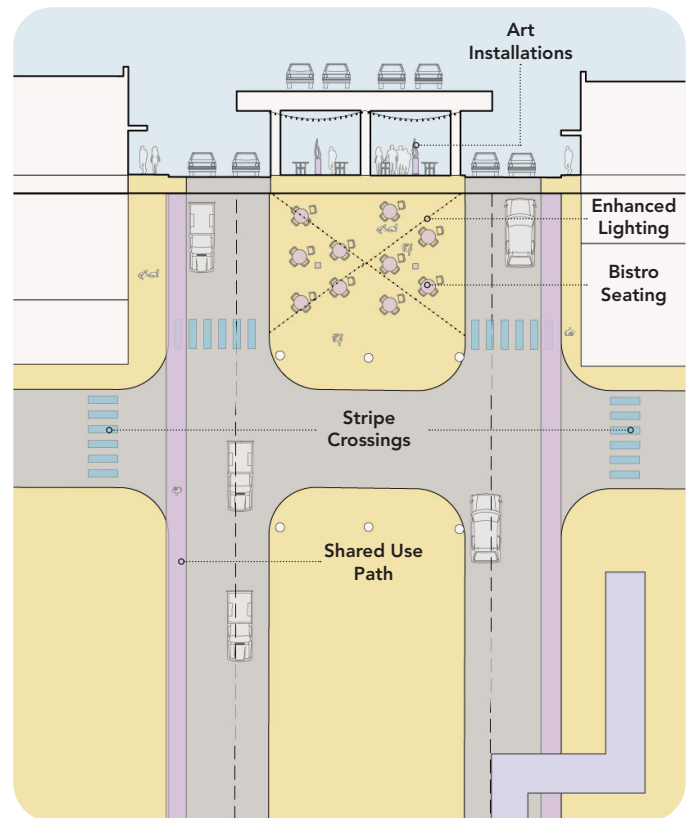 Art
Installations
Enhanced
Lighting
Bistro
Seating
Stripe
Crossings
Shared Use
Path